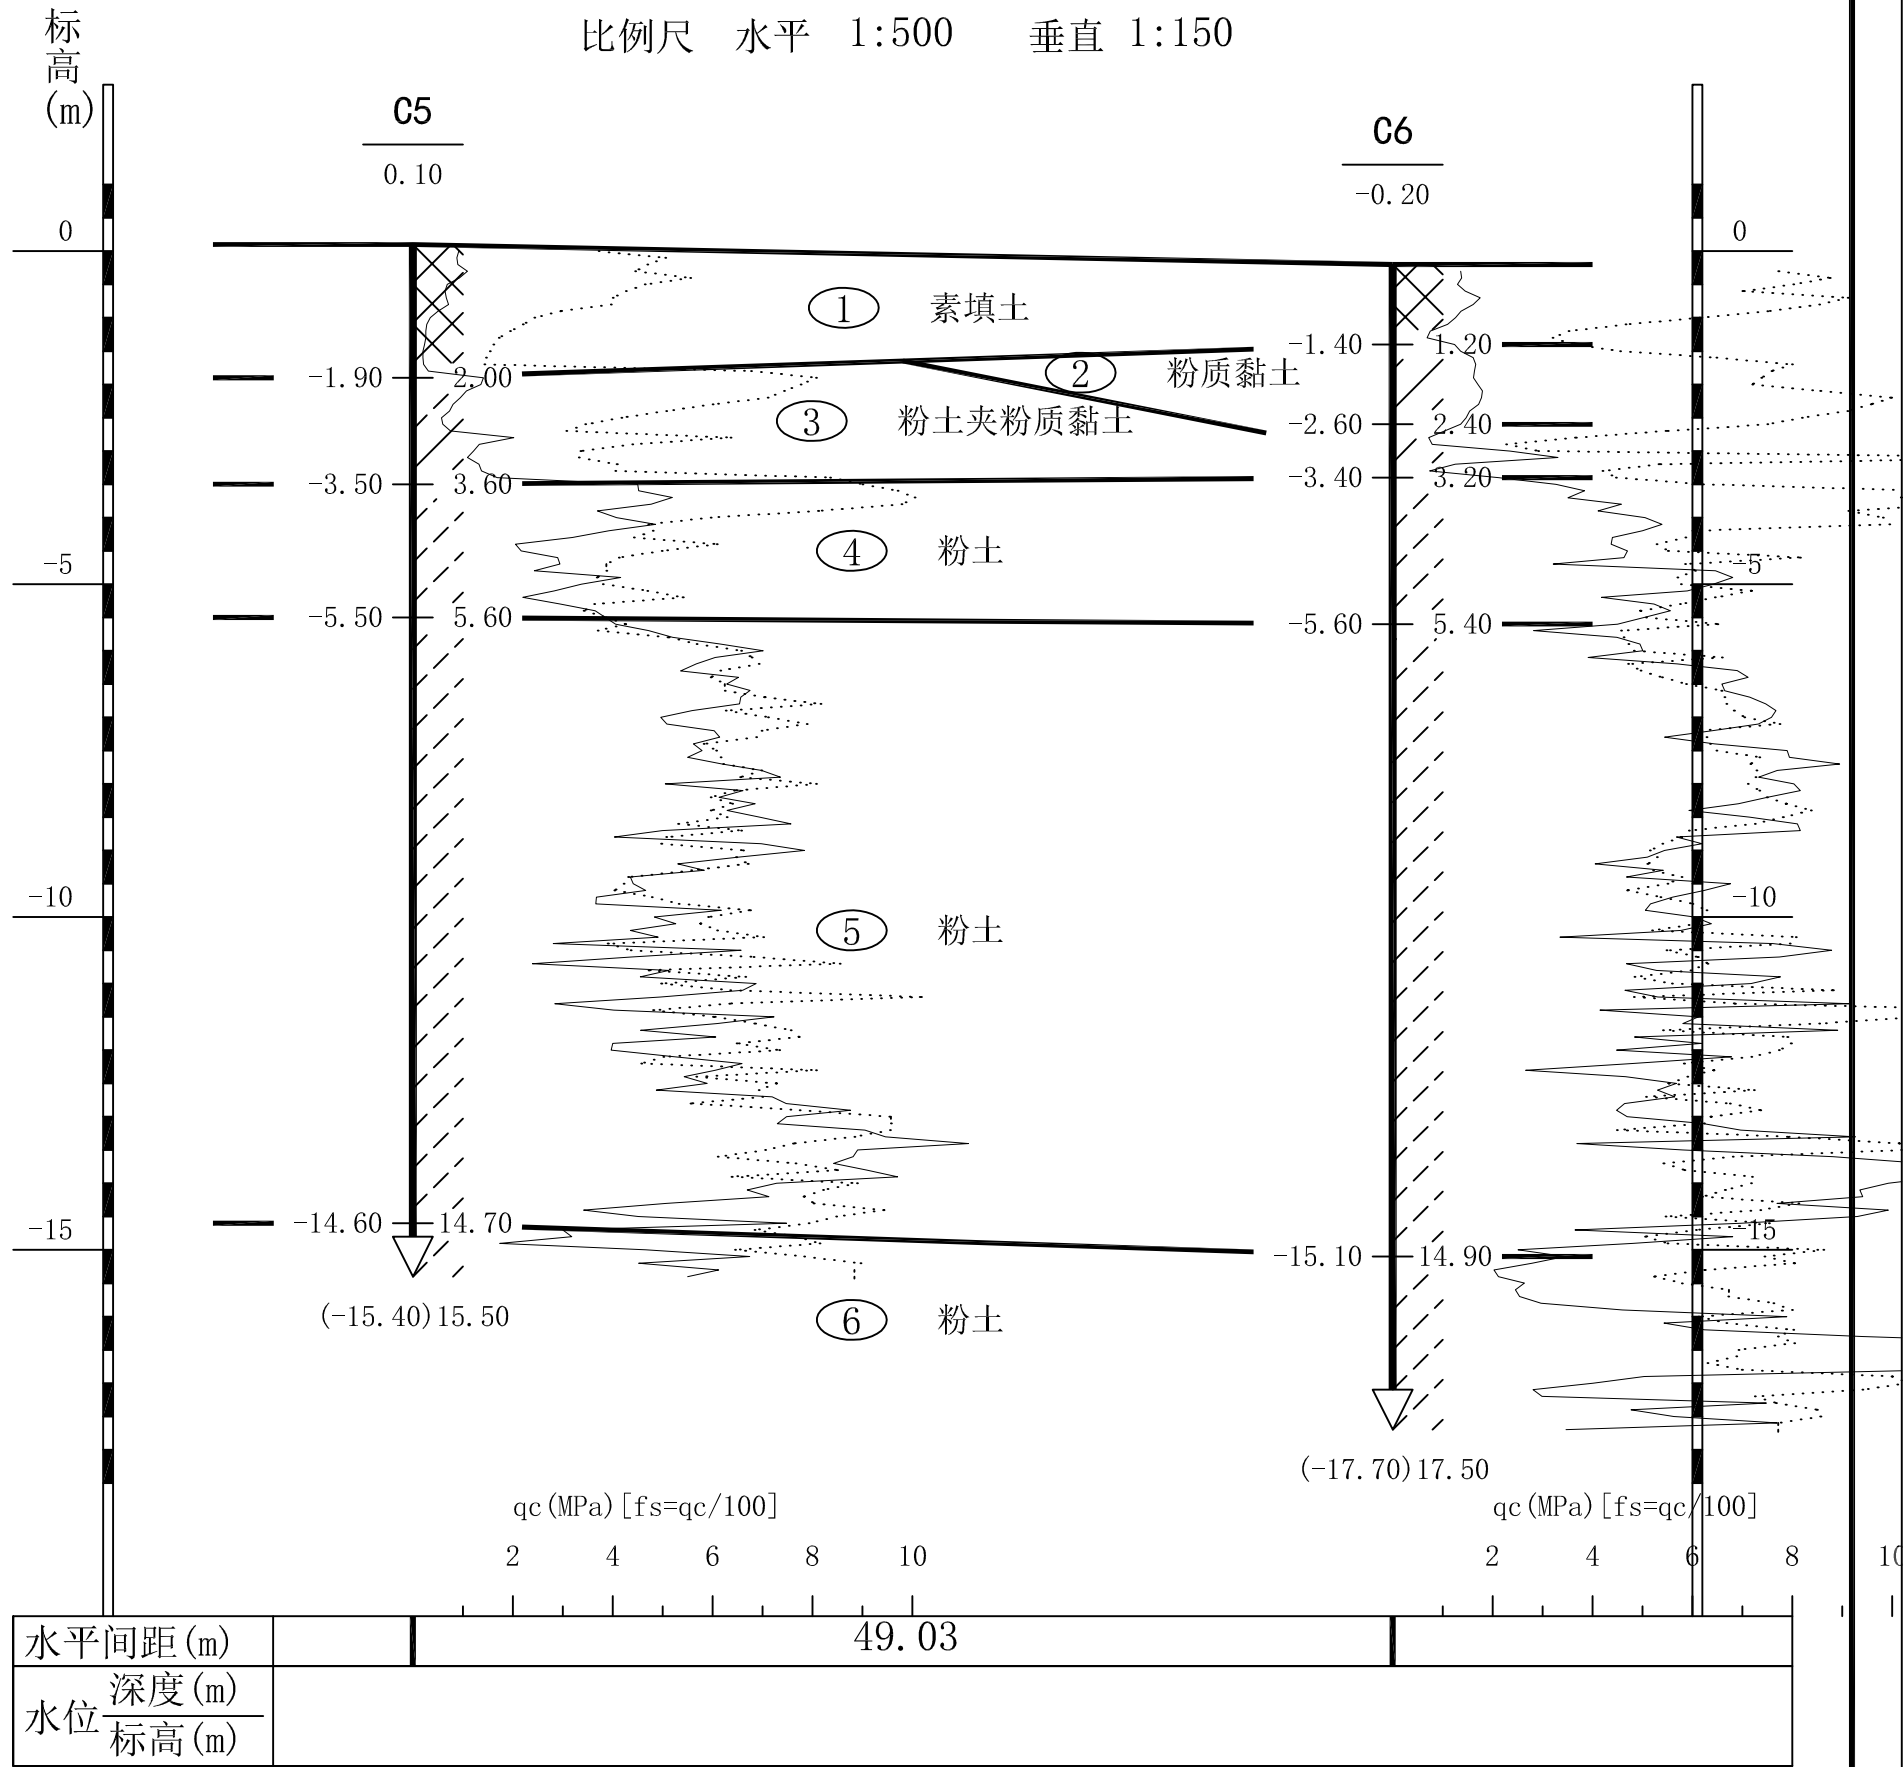 比例尺 水平 1:500 垂直 1:150
标高(m)
C5
0.10
C6
-0.20
0
0
① 素填土
-1.40 1.20
② 粉质黏土
-1.90 2.00
③ 粉土夹粉质黏土
-2.60 2.40
-3.50 3.60
-3.40 3.20
④ 粉土
-5
-5
-5.50 5.60
-5.60 5.40
-10
-10
⑤ 粉土
-14.60 14.70
-15
-15
-15.10 14.90
(-15.40)15.50
⑥ 粉土
(-17.70)17.50
qc(MPa)[fs=qc/100]
qc(MPa)[fs=qc/100]
2 4 6 8 10
2 4 6 8 10
水平间距(m) 49.03
水位 深度(m)
标高(m)